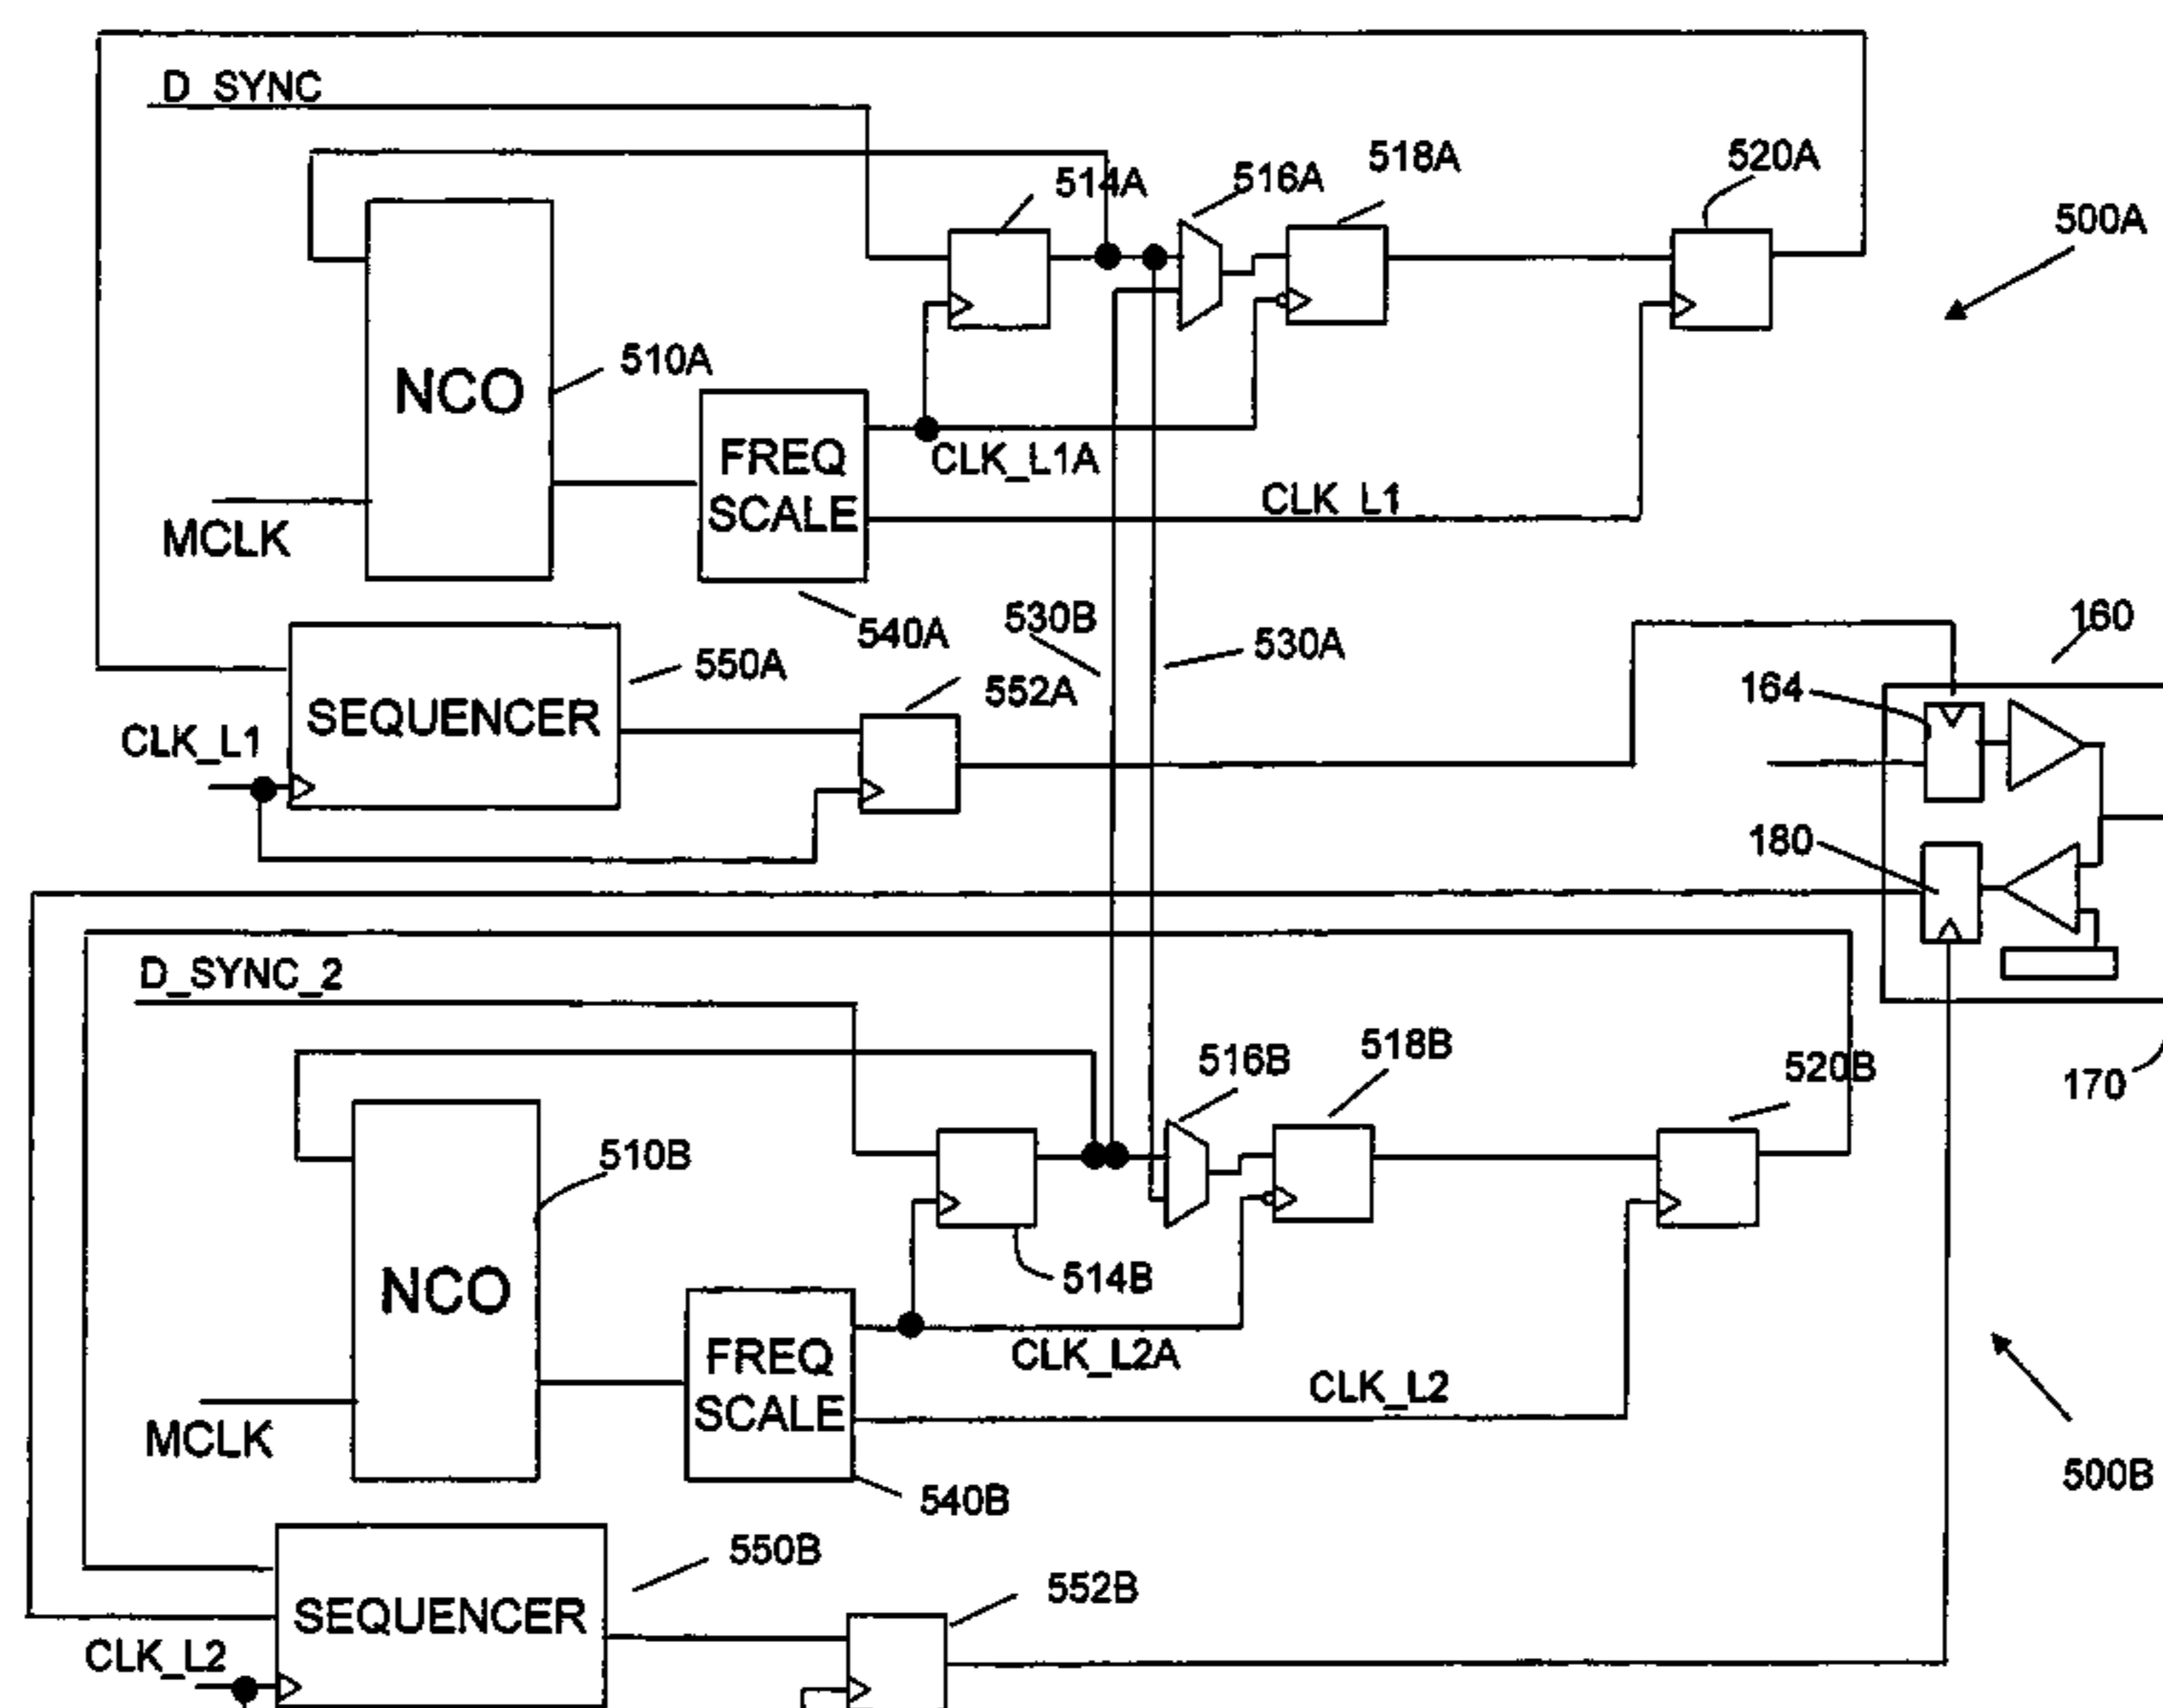 D_SYNC
514A
516A
518A
520A
500A
NCO
510A
FREQ
SCALE
CLK_L1A
CLK_L1
MCLK
540A
530B
530A
160
SEQUENCER
550A
552A
164
CLK_L1
180
D_SYNC_2
516B
518B
520B
170
NCO
510B
514B
FREQ
SCALE
CLK_L2A
CLK_L2
MCLK
540B
500B
SEQUENCER
550B
552B
CLK_L2